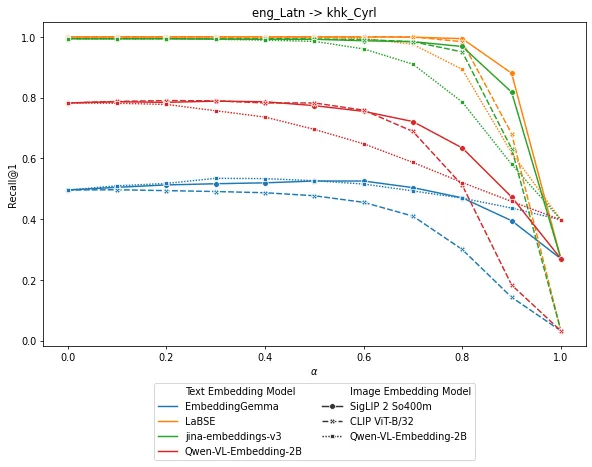 eng_Latn -> khk_Cyrl
Recall@1
1.0
0.8
0.6
0.4
0.2
0.0
0.0 0.2 0.4 0.6 0.8 1.0
α
Text Embedding Model Image Embedding Model
EmbeddingGemma SigLIP 2 So400m
LaBSE CLIP ViT-B/32
jina-embeddings-v3 Qwen-VL-Embedding-2B
Qwen-VL-Embedding-2B